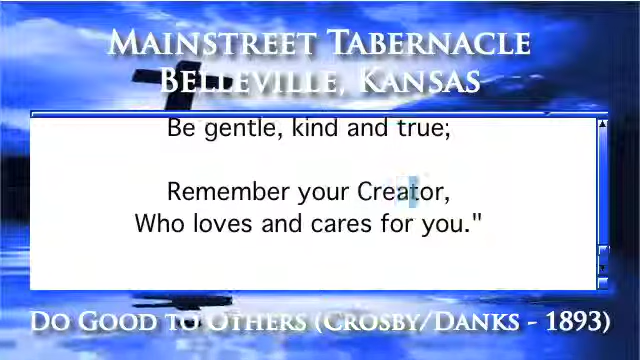 MAINSTREET TABERNACLE
BELLEVILLE, KANSAS
Be gentle, kind and true;
Remember your Creator,
Who loves and cares for you."
DO GOOD TO OTHERS (CROSBY/DANKS - 1893)